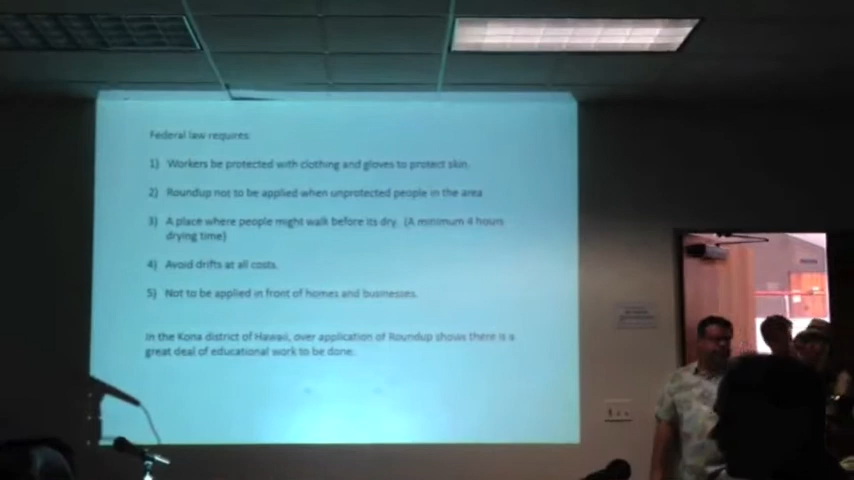 Federal law requires:
1) Workers be protected with clothing and gloves to protect skin.
2) Roundup not to be applied when unprotected people in the area
3) A place where people might walk before its dry. (A minimum 4 hours
drying time)
4) Avoid drifts at all costs.
5) Not to be applied in front of homes and businesses.
In the Kona district of Hawaii, over application of Roundup shows there is a
great deal of educational work to be done.